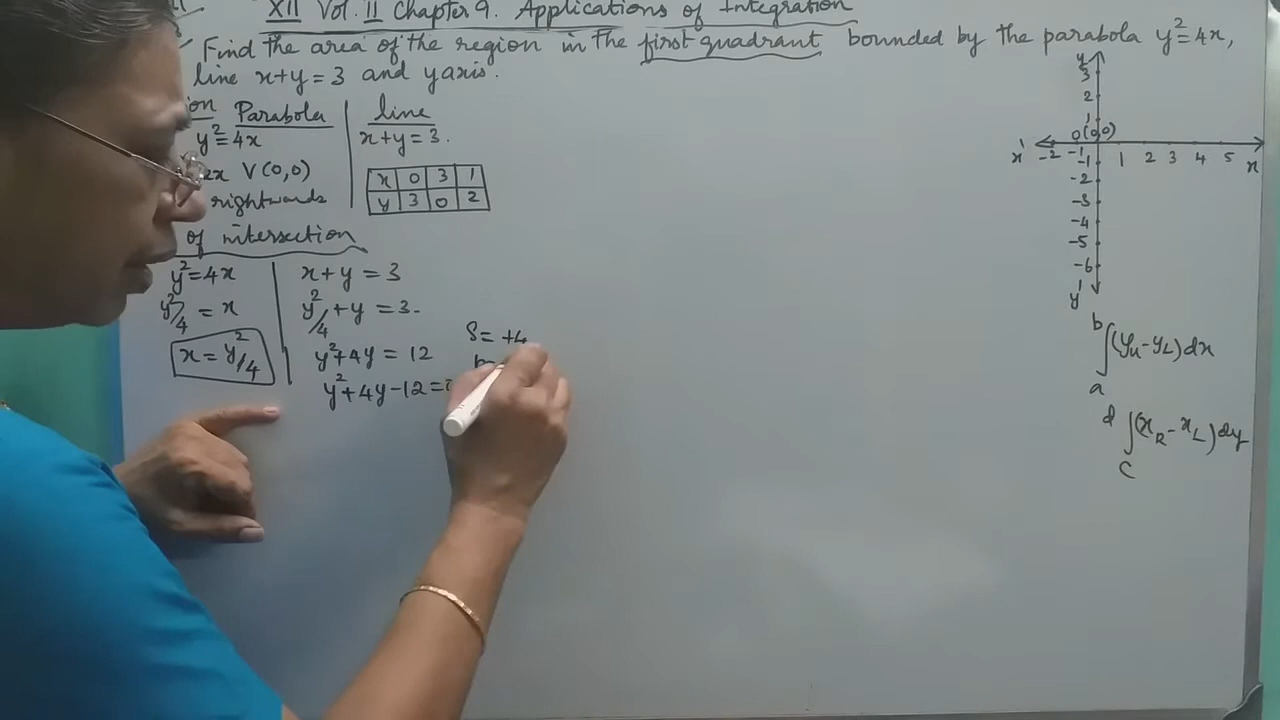 XII Vol. II Chapter 9. Applications of Integration
Find the area of the region in the first quadrant bounded by the parabola y²=4x,
line x+y=3 and y axis.
Parabola
y²=4x
V(0,0)
rightwards
line
x+y=3.
x 0 3 1
y 3 0 2
of intersection
y²=4x
y²/4 = x
x = y²/4
x+y=3
y²/4+y=3.
y²+4y=12
y²+4y-12=0
S=+4
y
3
2
1
0(0,0)
x' -2 -1 1 2 3 4 5 x
-1
-2
-3
-4
-5
-6
y'
b
∫(yu-yL)dx
a
d
∫(xR-xL)dy
c